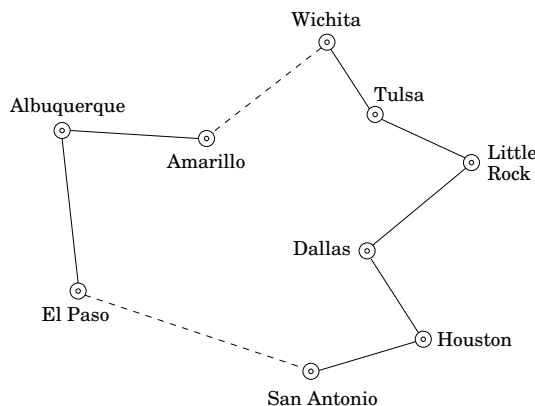 Wichita
Albuquerque
Tulsa
Amarillo
Little
Rock
Dallas
El Paso
Houston
San Antonio